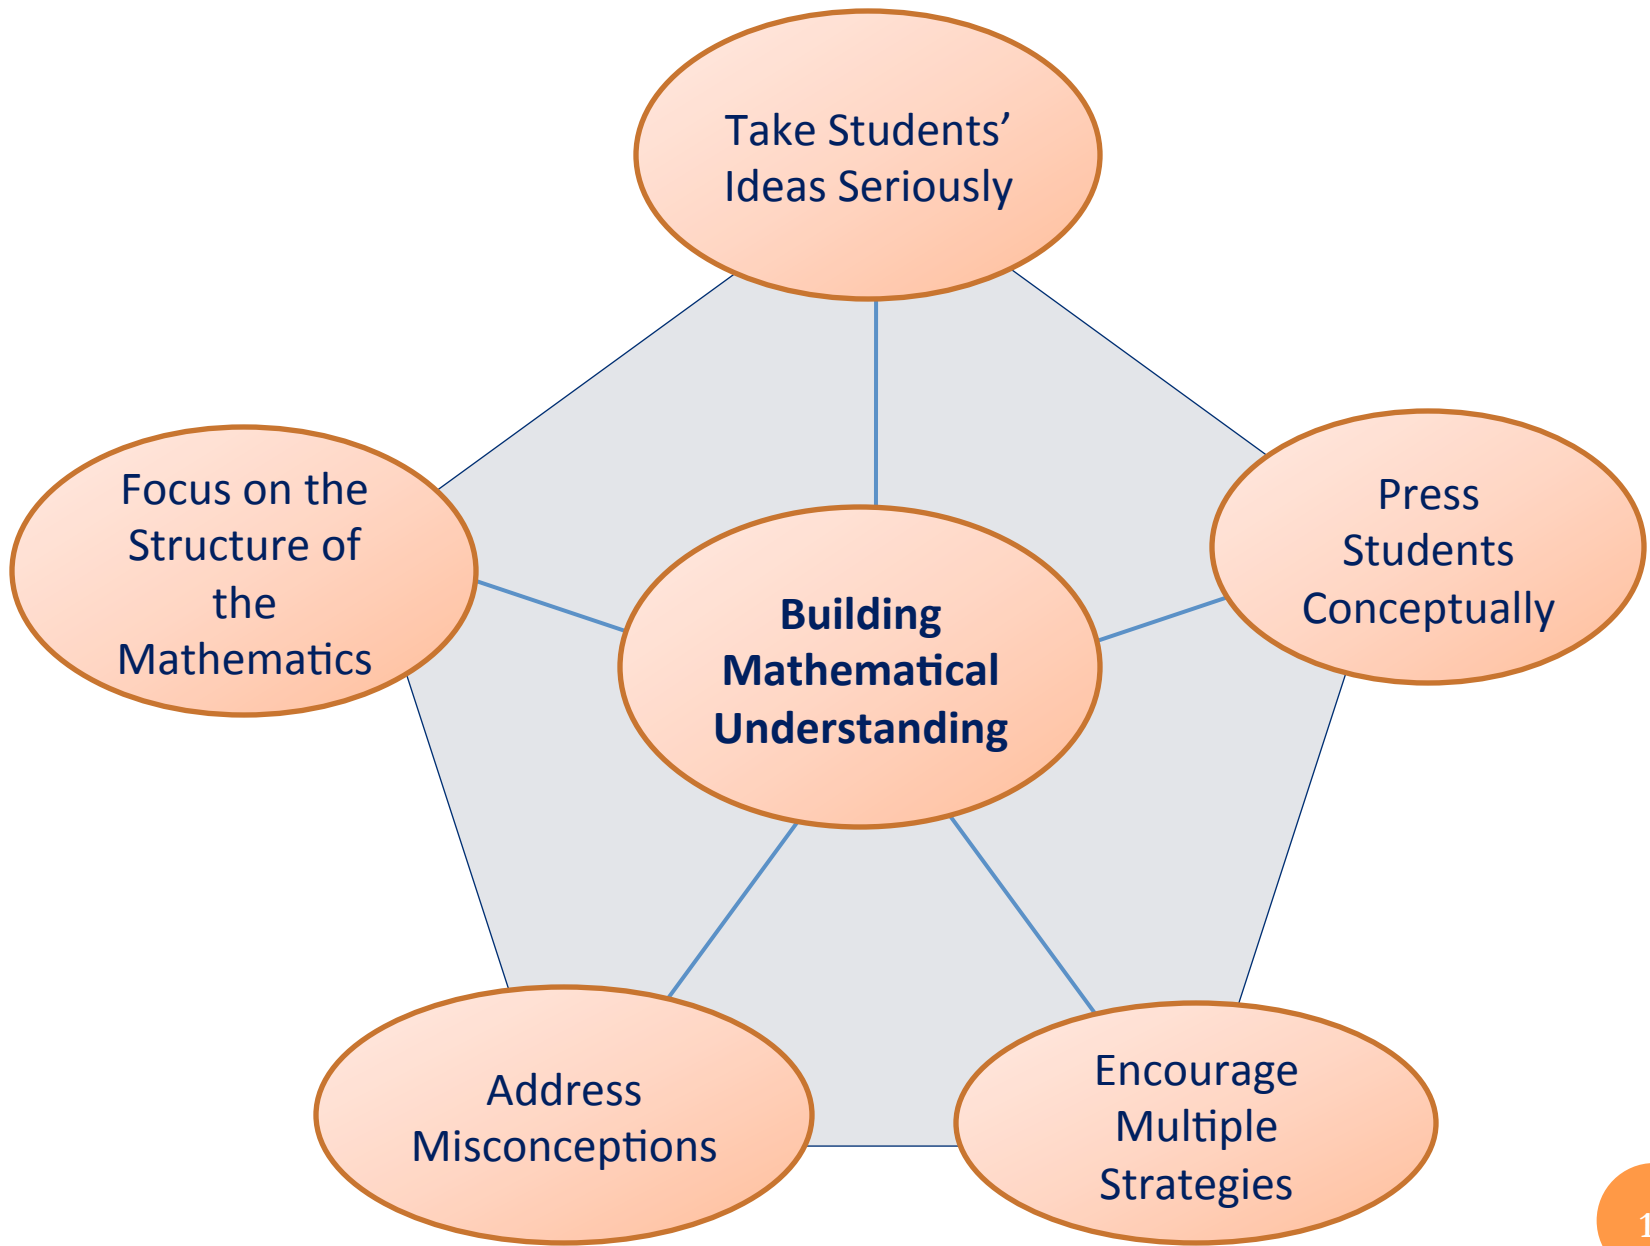 Take Students’
Ideas Seriously
Press
Students
Conceptually
Focus on the
Structure of
the
Mathematics
Building
Mathematical
Understanding
Address
Misconceptions
Encourage
Multiple
Strategies